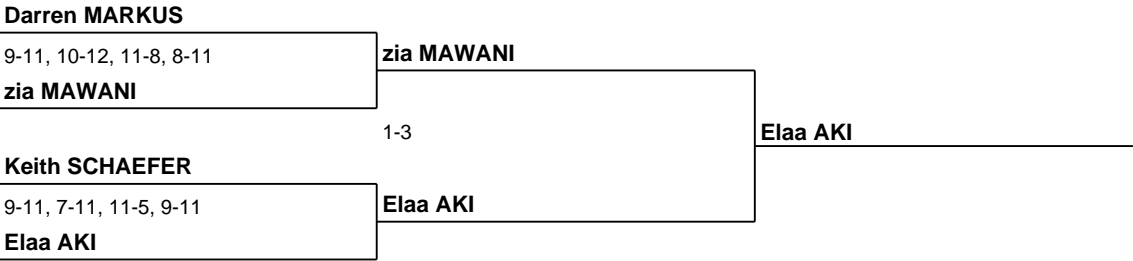 Darren MARKUS
9-11, 10-12, 11-8, 8-11
zia MAWANI
zia MAWANI
1-3
Elaa AKI
Keith SCHAEFER
9-11, 7-11, 11-5, 9-11
Elaa AKI
Elaa AKI